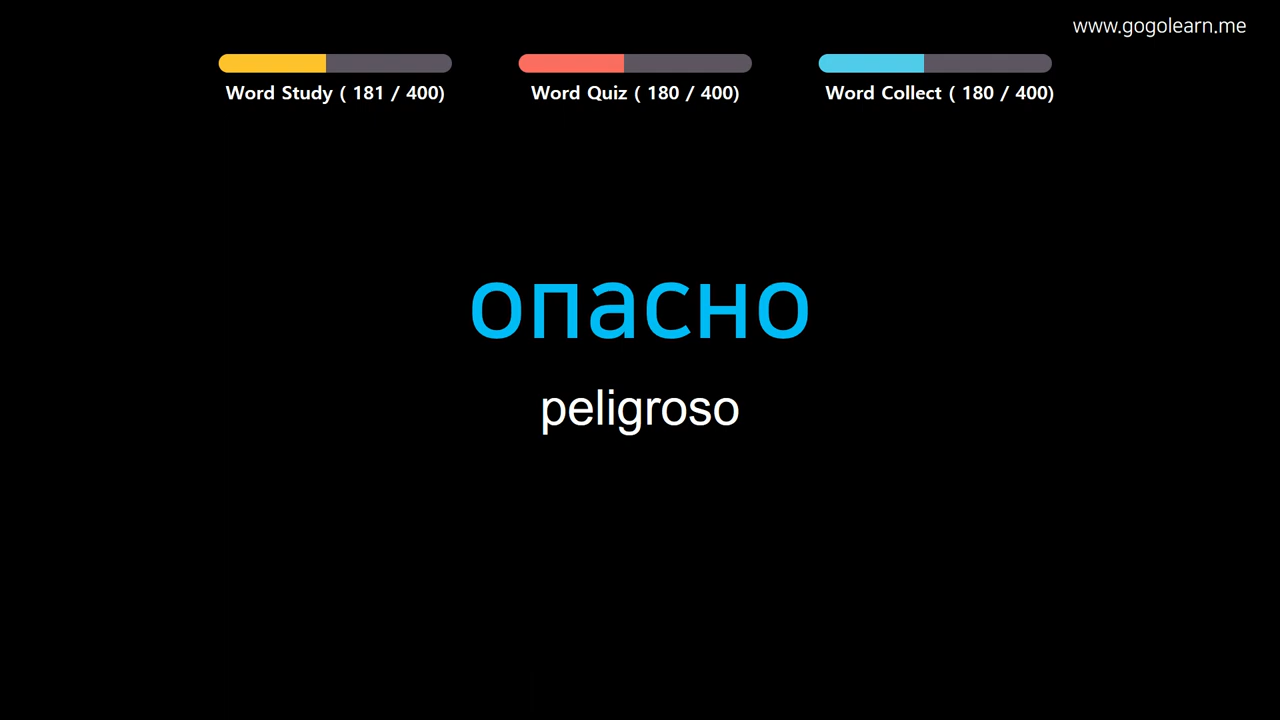 www.gogolearn.me
Word Study ( 181 / 400)
Word Quiz ( 180 / 400)
Word Collect ( 180 / 400)
опасно
peligroso